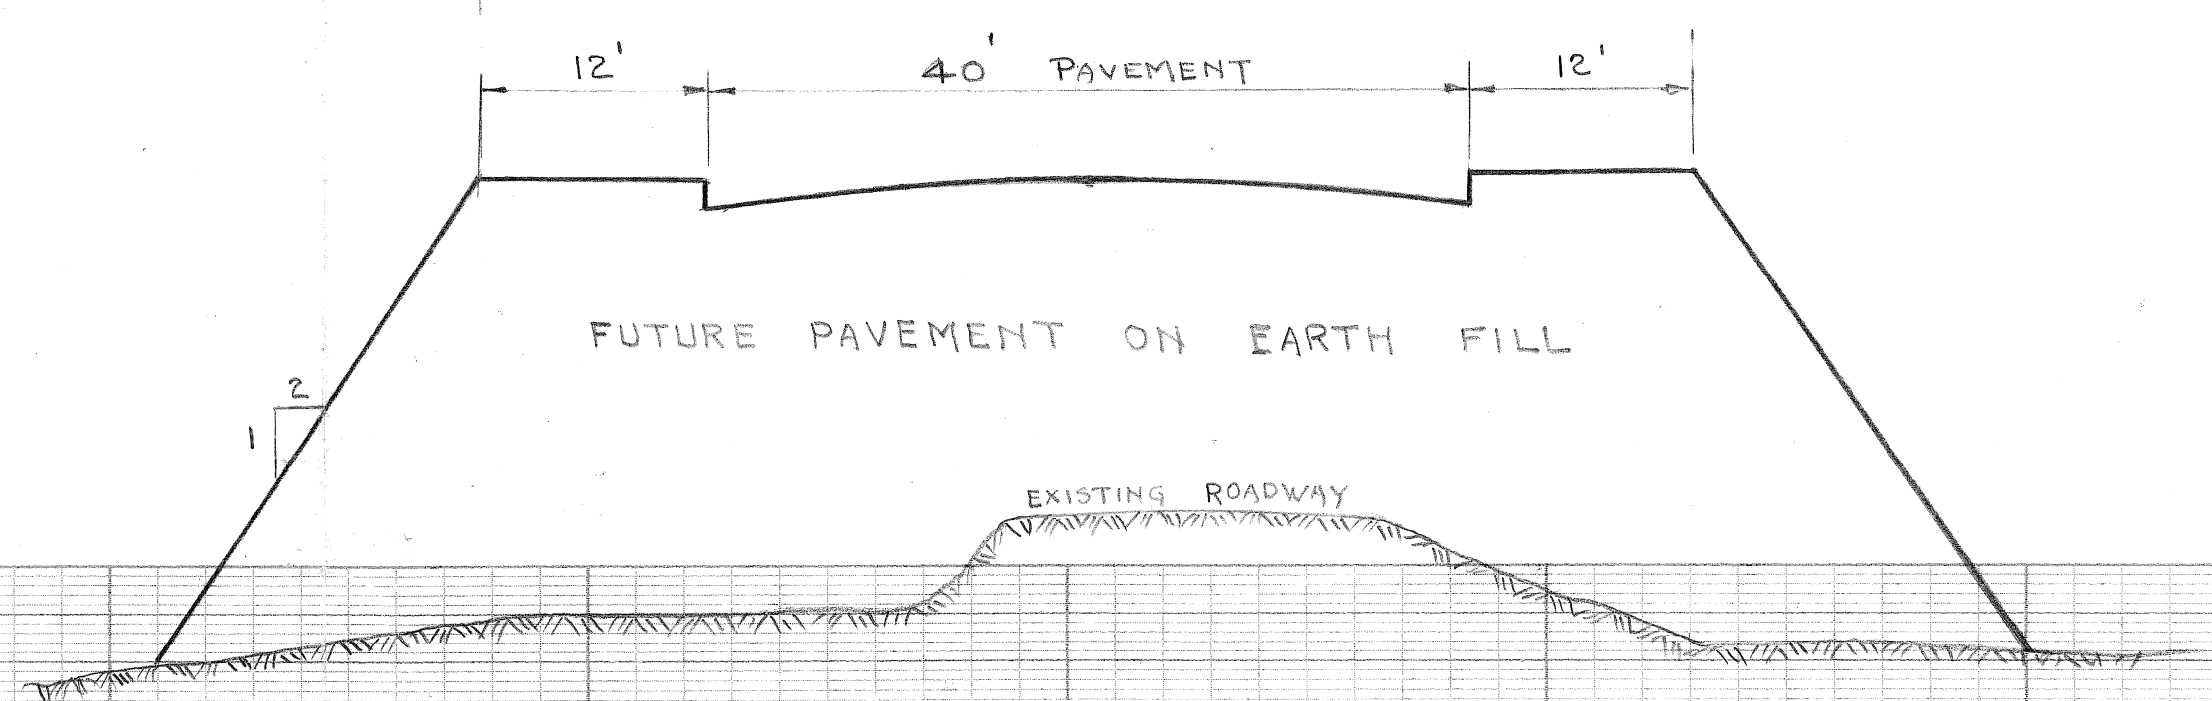 12' 40' PAVEMENT 12'
FUTURE PAVEMENT ON EARTH FILL
2
1
EXISTING ROADWAY